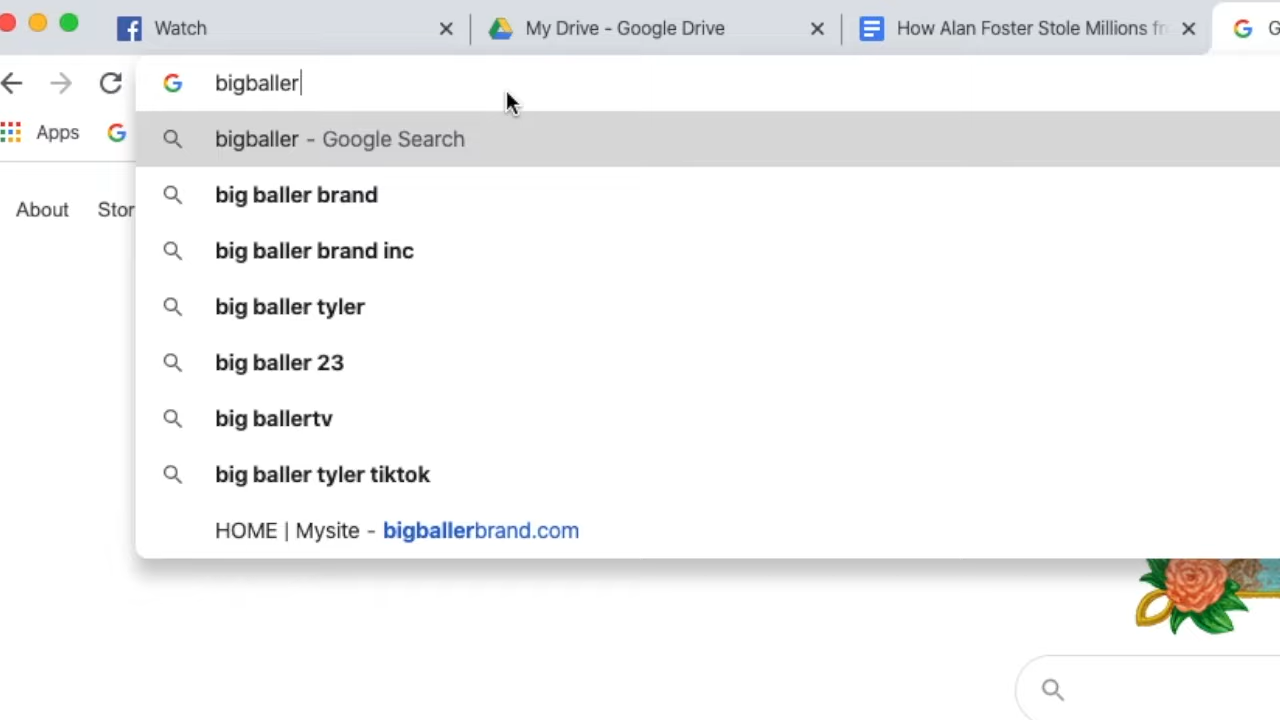 Watch
My Drive - Google Drive
How Alan Foster Stole Millions
bigballer
bigballer - Google Search
Apps
big baller brand
About
big baller brand inc
big baller tyler
big baller 23
big ballertv
big baller tyler tiktok
HOME | Mysite - bigballerbrand.com